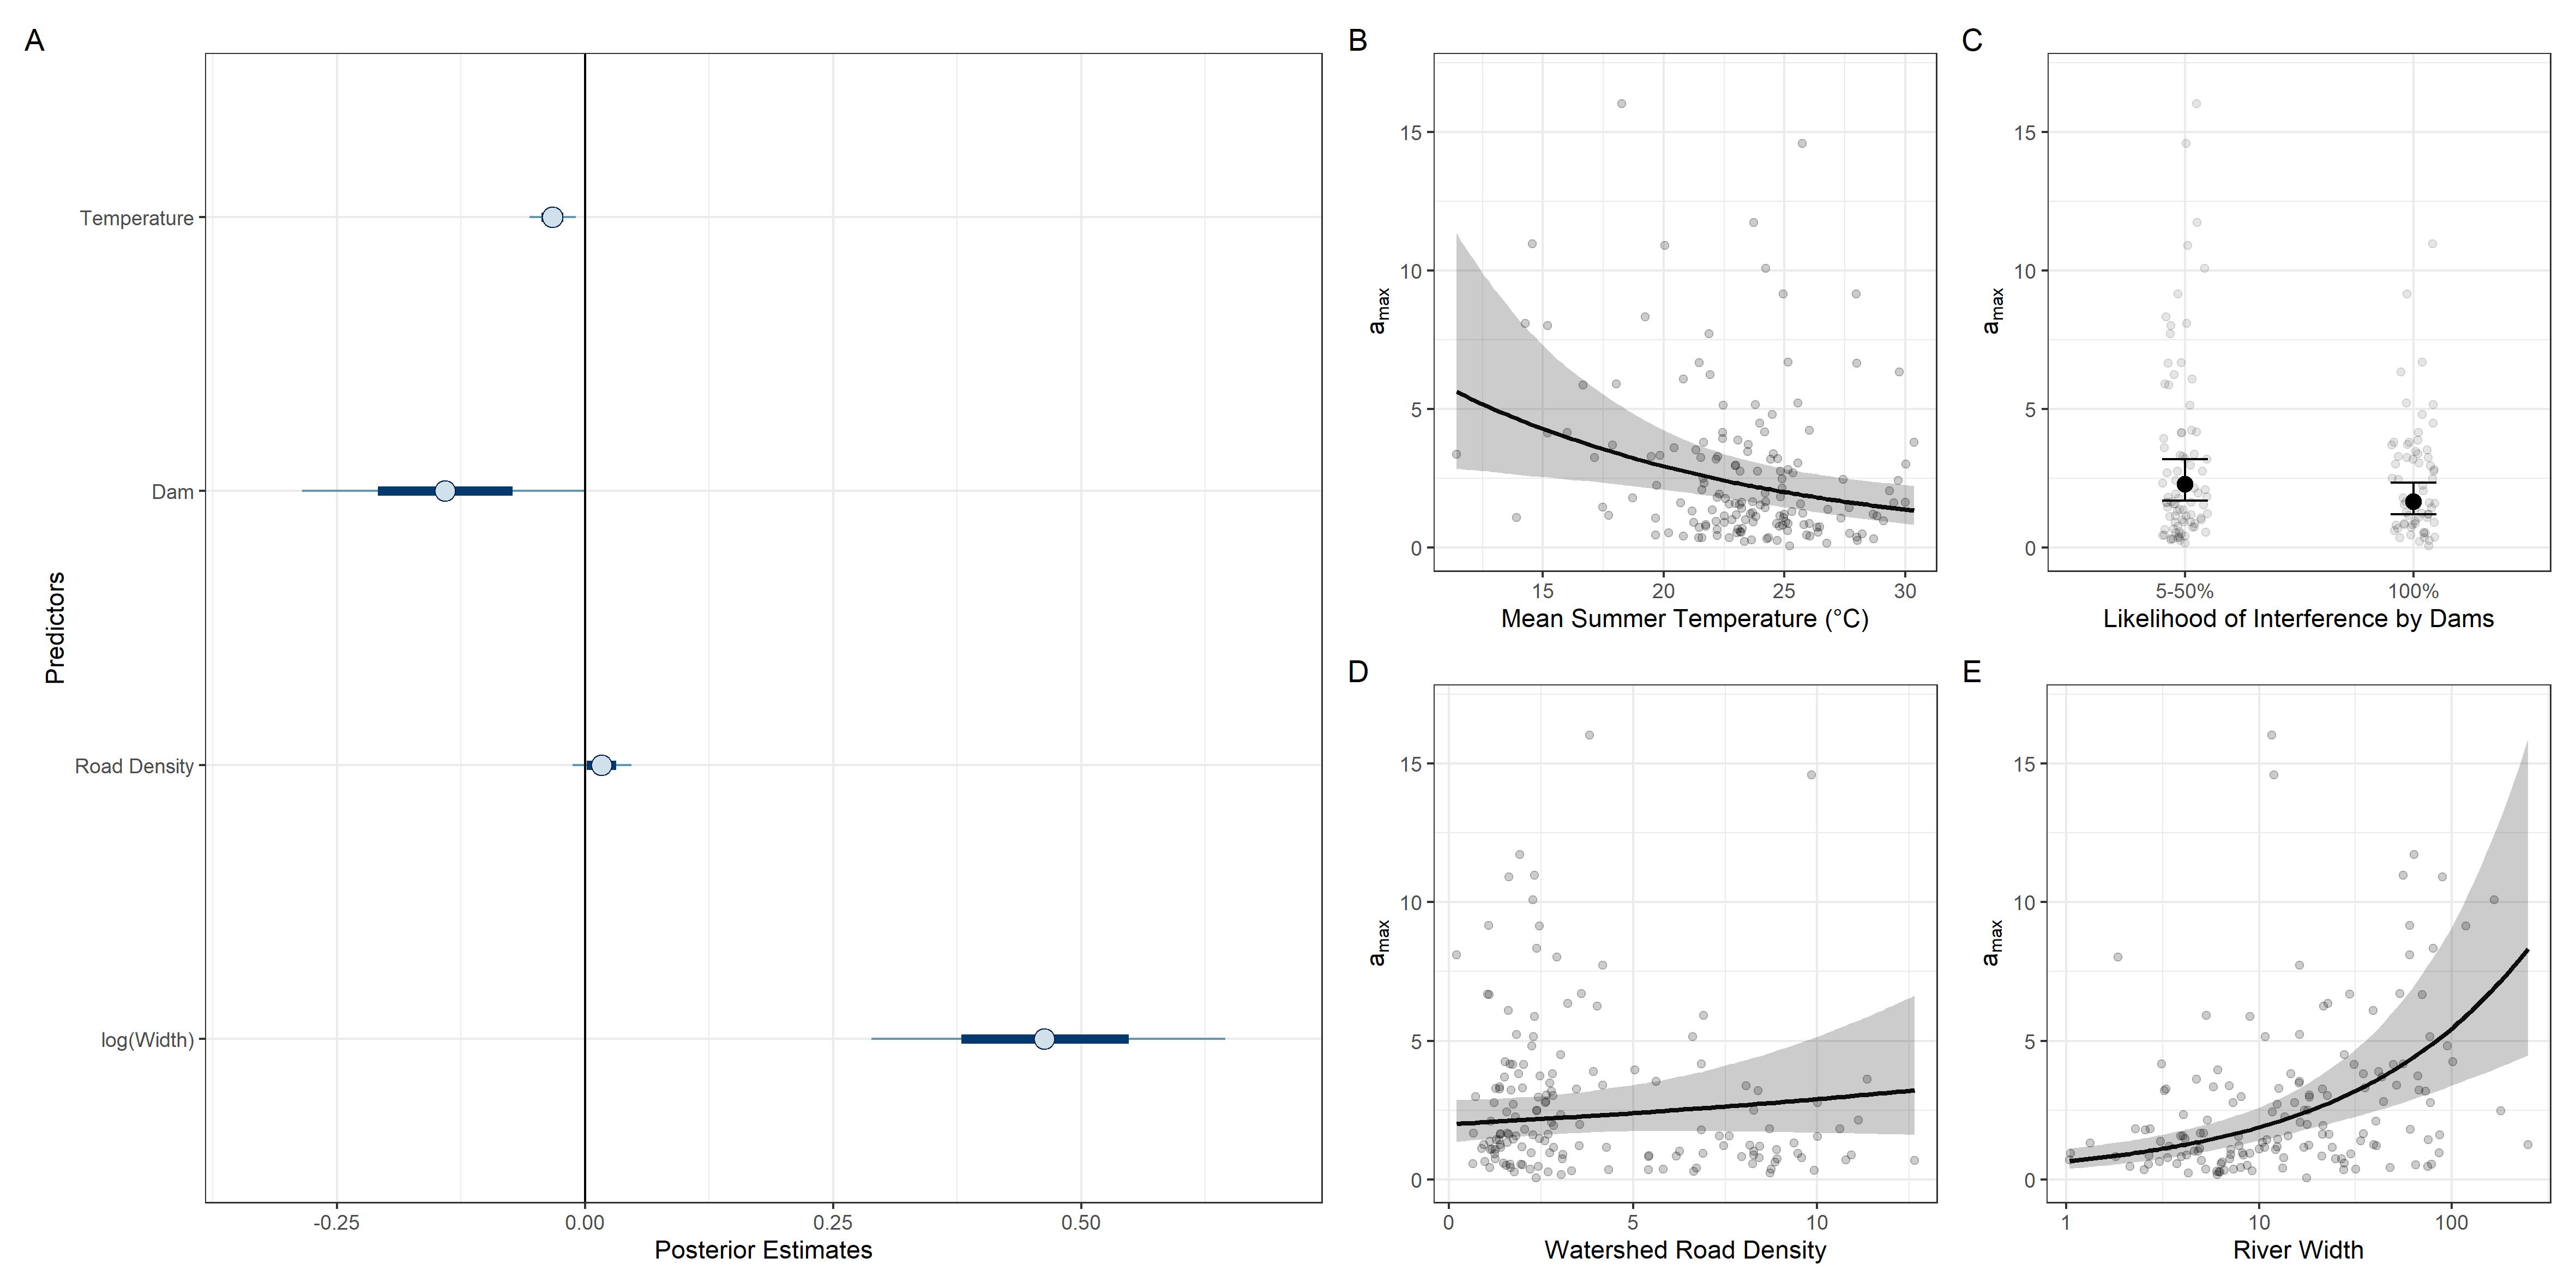 A
Predictors
Temperature
Dam
Road Density
log(Width)
-0.25 0.00 0.25 0.50
Posterior Estimates
B
amax
15
10
5
0
15 20 25 30
Mean Summer Temperature (°C)
C
amax
15
10
5
0
5-50% 100%
Likelihood of Interference by Dams
D
amax
15
10
5
0
0 5 10
Watershed Road Density
E
amax
15
10
5
0
1 10 100
River Width